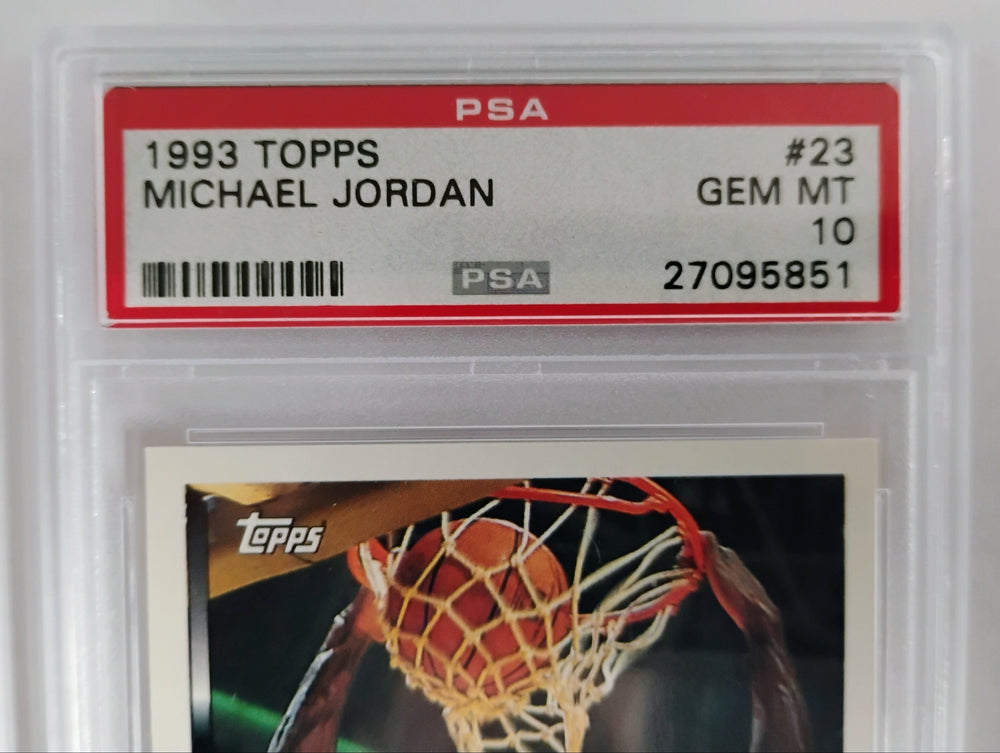 PSA
1993 TOPPS #23
MICHAEL JORDAN GEM MT
10
PSA 27095851
TOPPS